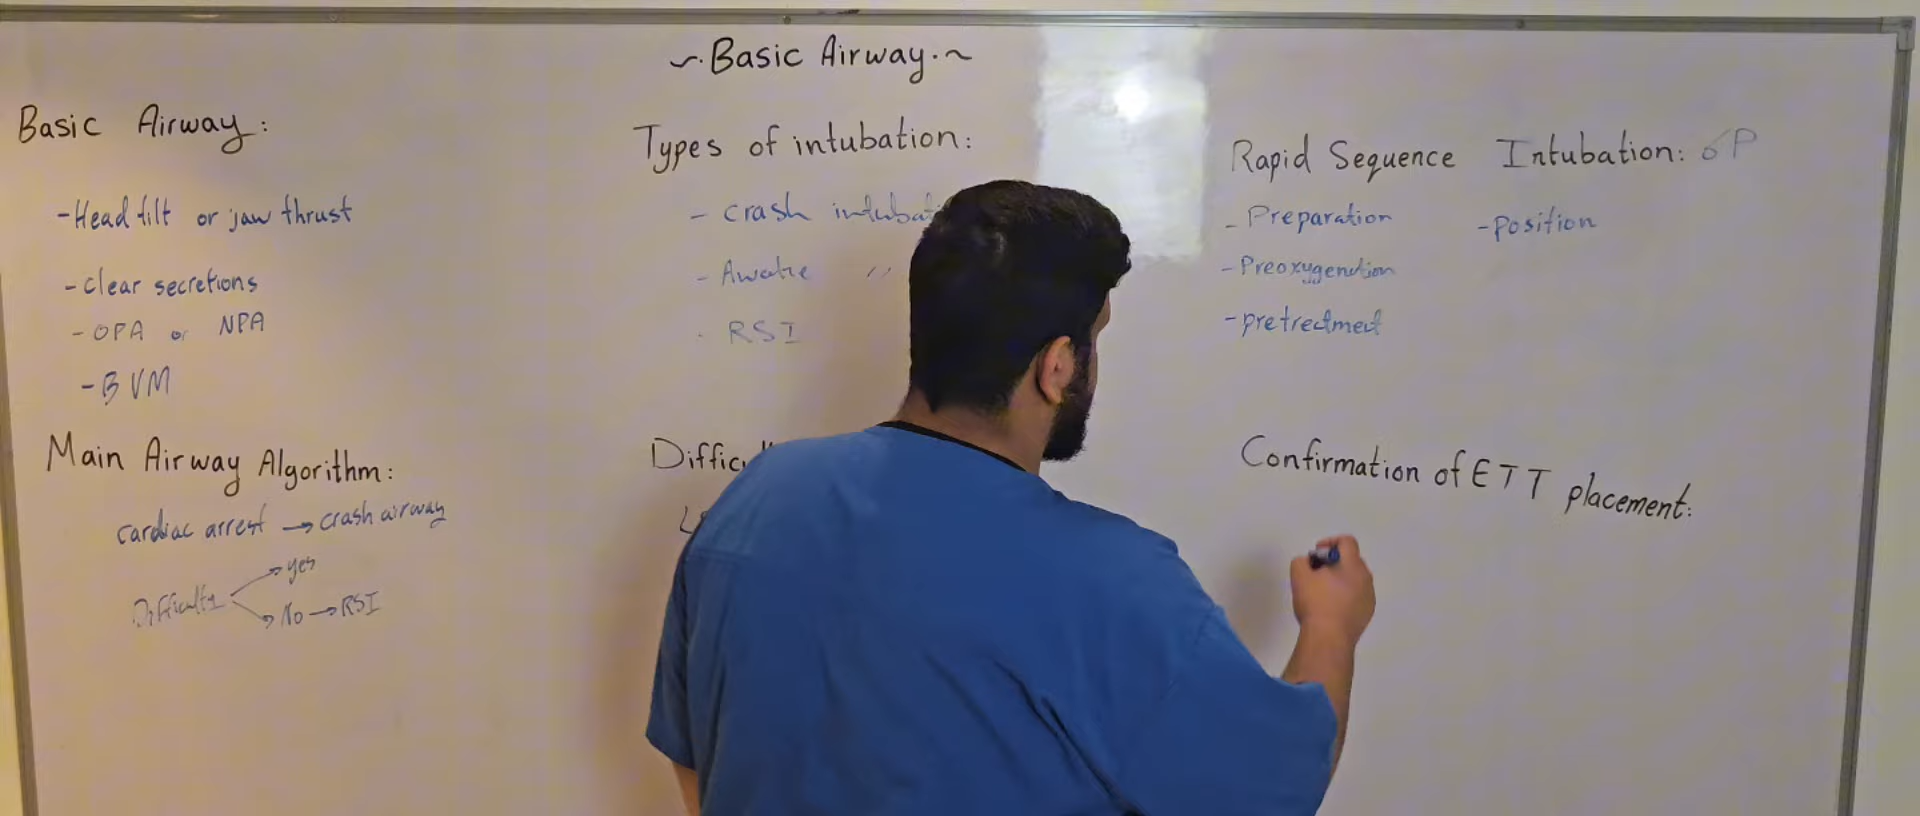 ~ Basic Airway. ~
Basic Airway:
-Head tilt or jaw thrust
-clear secretions
-OPA or NPA
-BVM
Main Airway Algorithm:
cardiac arrest → crash airway
Difficulty → yes
→ No → RSI
Types of intubation:
- crash
- Awake 〃
- RSI
Rapid Sequence Intubation: 6P
- Preparation
- Preoxygenation
- pretreatment
- Position
Confirmation of ETT placement: